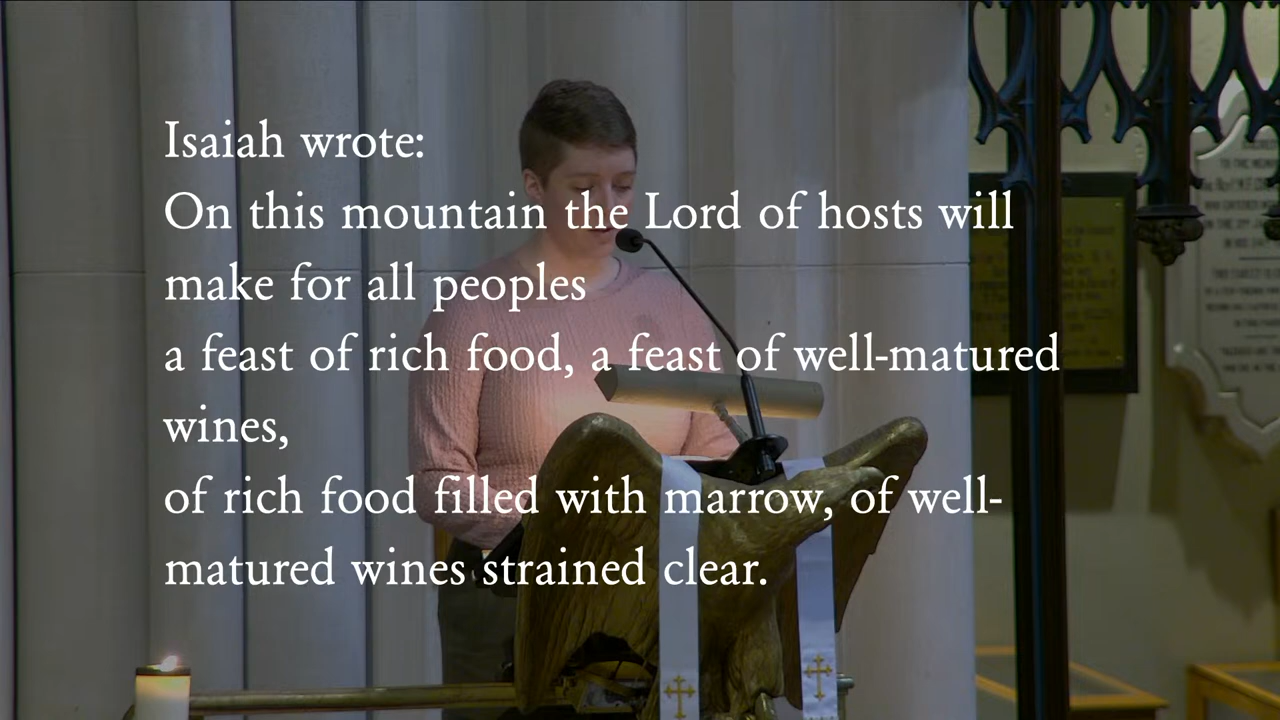 Isaiah wrote:
On this mountain the Lord of hosts will
make for all peoples
a feast of rich food, a feast of well-matured
wines,
of rich food filled with marrow, of well-
matured wines strained clear.